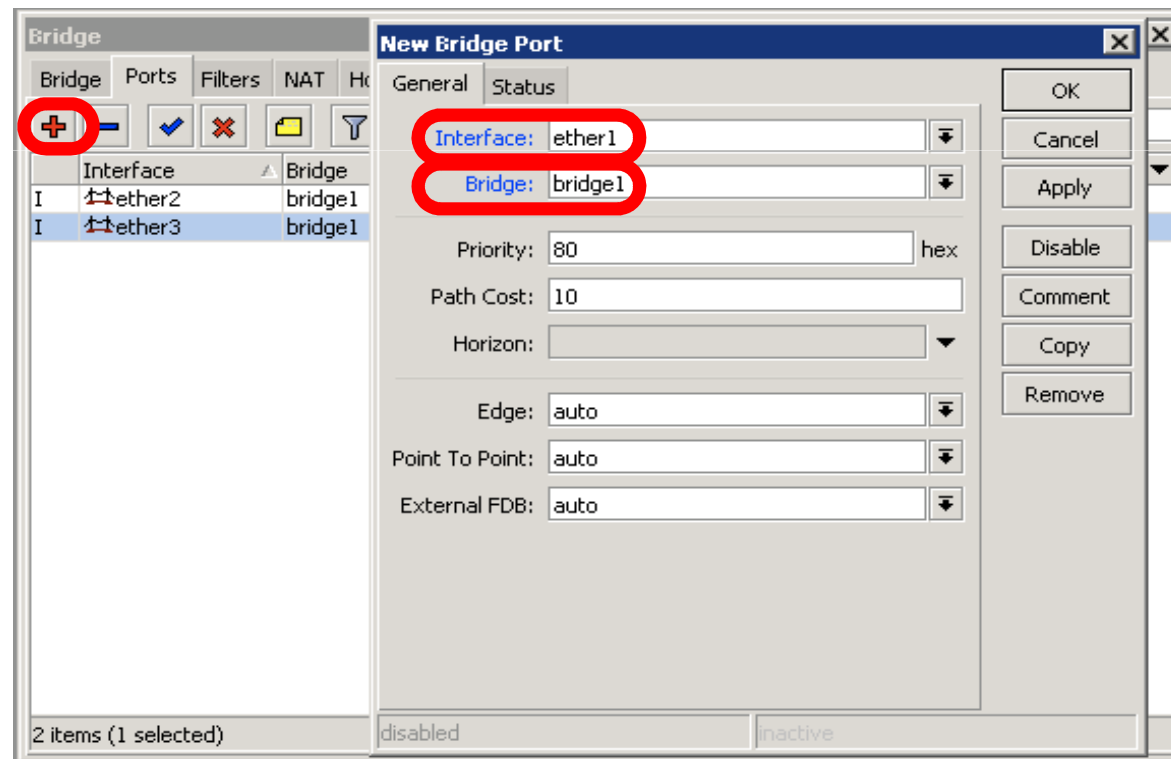 Bridge
Bridge Ports Filters NAT
Interface Bridge
I ether2 bridge1
I ether3 bridge1
2 items (1 selected)
New Bridge Port
General Status
Interface: ether1
Bridge: bridge1
Priority: 80 hex
Path Cost: 10
Horizon:
Edge: auto
Point To Point: auto
External FDB: auto
OK
Cancel
Apply
Disable
Comment
Copy
Remove
disabled inactive